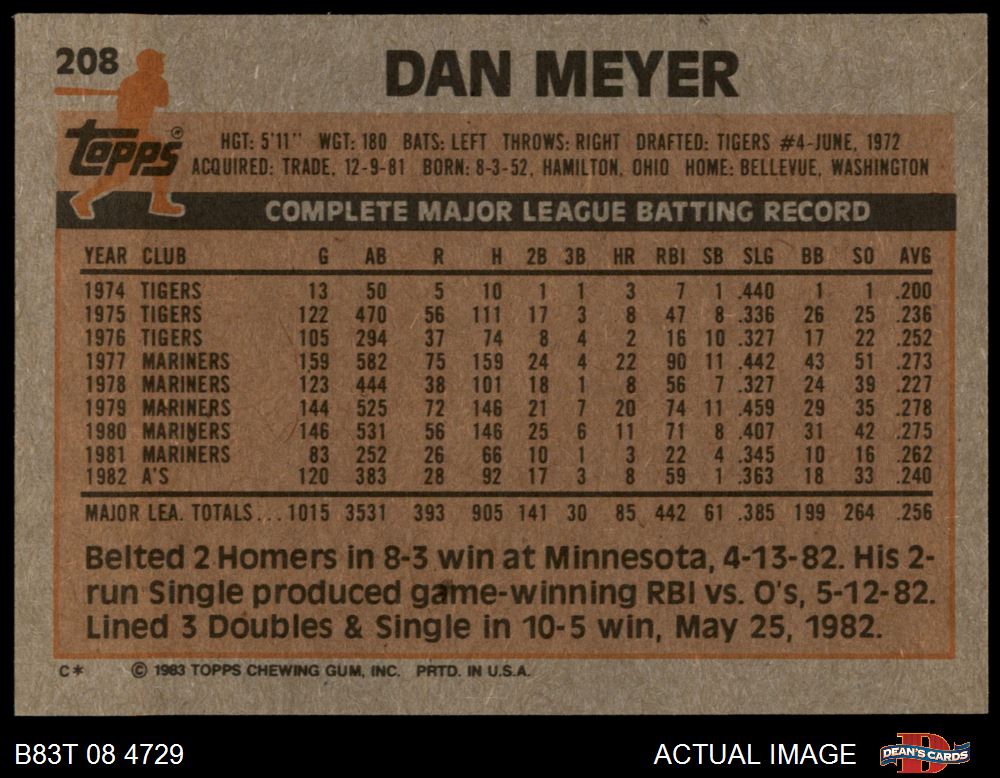 208
DAN MEYER
topps®
HGT: 5'11" WGT: 180 BATS: LEFT THROWS: RIGHT DRAFTED: TIGERS #4-JUNE, 1972
ACQUIRED: TRADE, 12-9-81 BORN: 8-3-52, HAMILTON, OHIO HOME: BELLEVUE, WASHINGTON
COMPLETE MAJOR LEAGUE BATTING RECORD
YEAR CLUB G AB R H 2B 3B HR RBI SB SLG BB SO AVG
1974 TIGERS 13 50 5 10 1 1 3 7 1 .440 1 1 .200
1975 TIGERS 122 470 56 111 17 3 8 47 8 .336 26 25 .236
1976 TIGERS 105 294 37 74 8 4 2 16 10 .327 17 22 .252
1977 MARINERS 159 582 75 159 24 4 22 90 11 .442 43 51 .273
1978 MARINERS 123 444 38 101 18 1 8 56 7 .327 24 39 .227
1979 MARINERS 144 525 72 146 21 7 20 74 11 .459 29 35 .278
1980 MARINERS 146 531 56 146 25 6 11 71 8 .407 31 42 .275
1981 MARINERS 83 252 26 66 10 1 3 22 4 .345 10 16 .262
1982 A'S 120 383 28 92 17 3 8 59 1 .363 18 33 .240
MAJOR LEA. TOTALS... 1015 3531 393 905 141 30 85 442 61 .385 199 264 .256
Belted 2 Homers in 8-3 win at Minnesota, 4-13-82. His 2-
run Single produced game-winning RBI vs. O's, 5-12-82.
Lined 3 Doubles & Single in 10-5 win, May 25, 1982.
C* © 1983 TOPPS CHEWING GUM, INC. PRTD. IN U.S.A.
B83T 08 4729 ACTUAL IMAGE DEAN'S CARDS